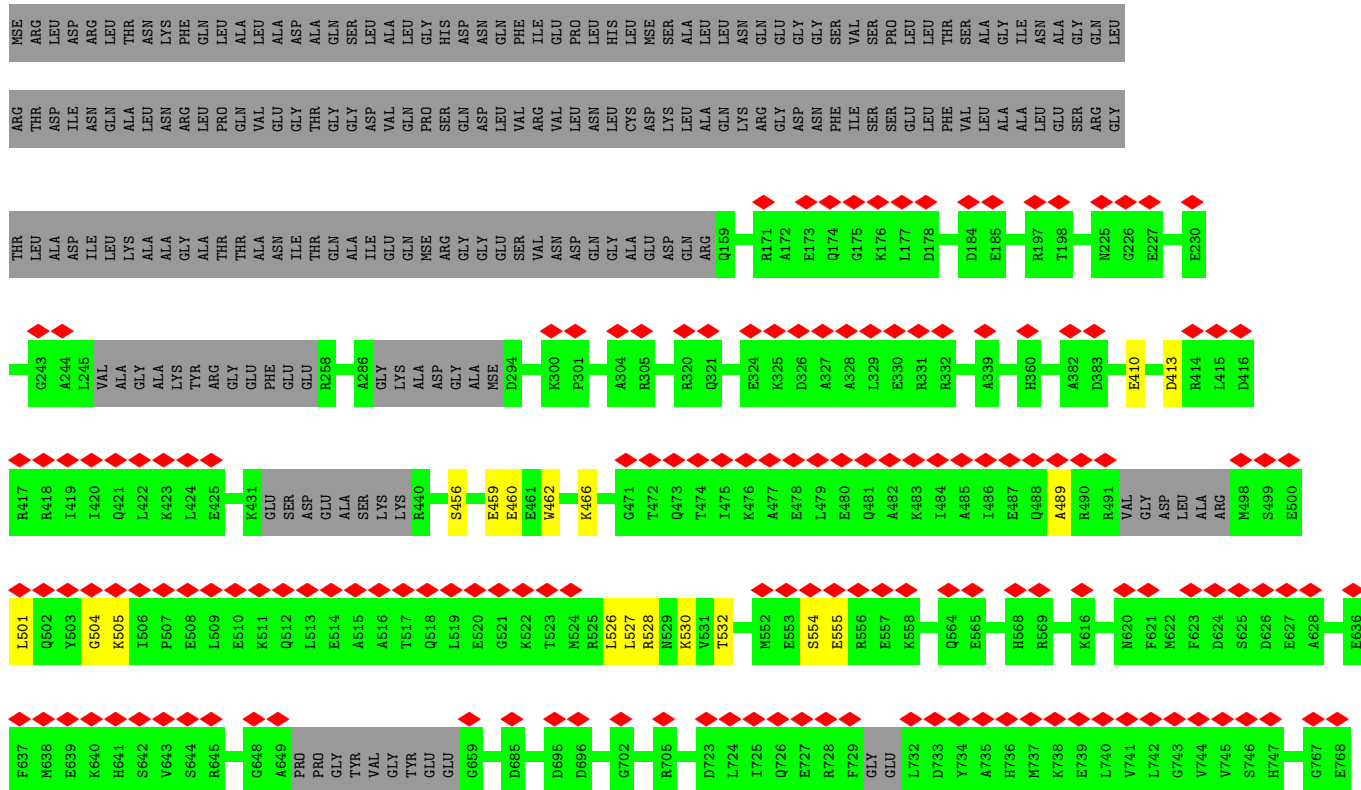 MSE ARG LEU ASP ARG LEU THR ASN LYS PHE GLN LEU ALA LEU ALA ASP ALA GLN SER LEU ALA LEU GLY HIS ASP ASN GLN PHE ILE GLU PRO LEU HIS LEU MSE SER ALA LEU LEU ASN GLN GLU GLY GLY SER VAL SER PRO LEU LEU THR SER ALA GLY ILE ASN ALA GLY GLN LEU
ARG THR ASP ILE ASN GLN ALA LEU ASN ARG LEU PRO GLN VAL GLU GLY THR GLY GLY ASP VAL GLN PRO SER GLN ASP LEU VAL ARG VAL LEU ASN LEU CYS ASP LYS LEU ALA GLN LYS ARG GLY ASP ASN PHE ILE SER SER GLU LEU PHE VAL LEU ALA ALA LEU GLU SER ARG GLY
THR LEU ALA ASP ILE LEU LYS ALA ALA GLY ALA THR THR ALA ASN ILE THR GLN ALA ILE GLU GLN MSE ARG GLY GLY GLU SER VAL ASN ASP GLN GLY ALA GLU ASP GLN ARG Q159 R171 A172 E173 Q174 G175 K176 L177 D178 D184 E185 R197 T198 N225 G226 E227 E230
G243 A244 L245 VAL ALA GLY ALA LYS TYR ARG GLY GLU PHE GLU GLU R258 A286 GLY LYS ALA ASP GLY ALA MSE D294 K300 P301 A304 R305 R320 Q321 E324 K325 D326 A327 A328 L329 E330 R331 R332 A339 H360 A382 D383 E410 D413 R414 L415 D416
R417 R418 I419 I420 Q421 L422 K423 L424 E425 K431 GLU SER ASP GLU ALA SER LYS LYS R440 S456 E459 E460 E461 W462 K466 G471 T472 Q473 T474 I475 K476 A477 E478 L479 E480 Q481 A482 K483 I484 A485 I486 E487 Q488 A489 R490 R491 VAL GLY ASP LEU ALA ARG M498 S499 E500
L501 Q502 Y503 G504 K505 I506 P507 E508 L509 E510 K511 Q512 L513 E514 A515 A516 T517 Q518 L519 E520 G521 K522 T523 M524 R525 L526 L527 R528 N529 K530 V531 T532 M552 E553 S554 E555 R556 E557 K558 Q564 E565 H568 R569 K616 N620 F621 M622 F623 D624 S625 D626 E627 A628 E636
F637 M638 E639 K640 H641 S642 V643 S644 R645 G648 A649 PRO PRO GLY TYR VAL GLY TYR GLU GLU G659 D685 D695 D696 G702 R705 D723 L724 I725 Q726 E727 R728 F729 GLY GLU L732 D733 Y734 A735 H736 M737 K738 E739 L740 V741 L742 G743 V744 V745 S746 H747 G767 E768